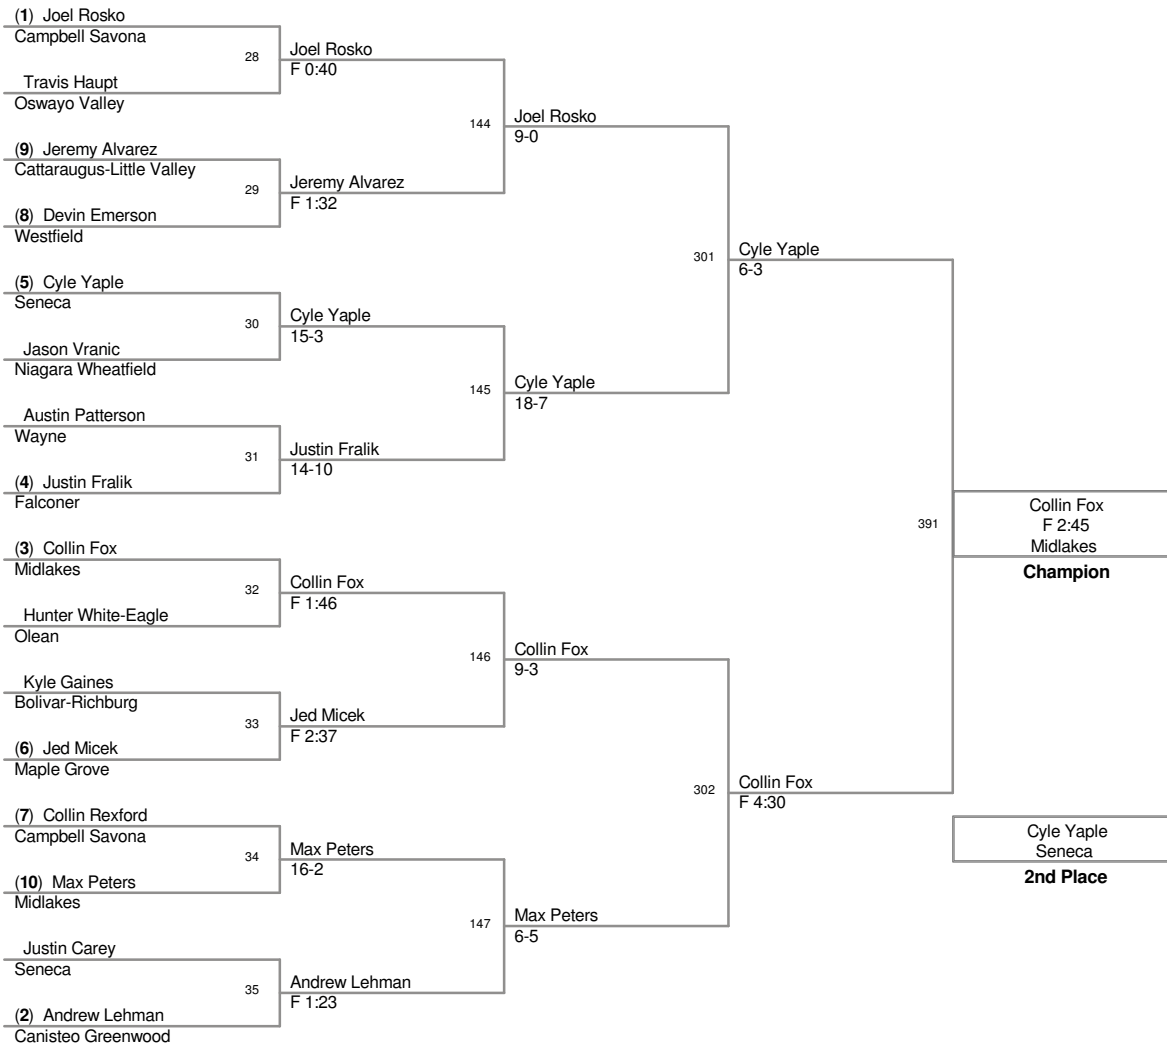 (1) Joel Rosko
Campbell Savona
28
Travis Haupt
Oswayo Valley
(9) Jeremy Alvarez
Cattaraugus-Little Valley
29
(8) Devin Emerson
Westfield
(5) Cyle Yaple
Seneca
30
Jason Vranic
Niagara Wheatfield
Austin Patterson
Wayne
31
(4) Justin Fralik
Falconer
(3) Collin Fox
Midlakes
32
Hunter White-Eagle
Olean
Kyle Gaines
Bolivar-Richburg
33
(6) Jed Micek
Maple Grove
(7) Collin Rexford
Campbell Savona
34
(10) Max Peters
Midlakes
Justin Carey
Seneca
35
(2) Andrew Lehman
Canisteo Greenwood
Joel Rosko
F 0:40
144
Jeremy Alvarez
F 1:32
Cyle Yaple
15-3
145
Justin Fralik
14-10
Collin Fox
F 1:46
146
Jed Micek
F 2:37
Max Peters
16-2
147
Andrew Lehman
F 1:23
Joel Rosko
9-0
301
Cyle Yaple
18-7
Collin Fox
9-3
302
Max Peters
6-5
Cyle Yaple
6-3
391
Collin Fox
F 4:30
Collin Fox
F 2:45
Midlakes
Champion
Cyle Yaple
Seneca
2nd Place